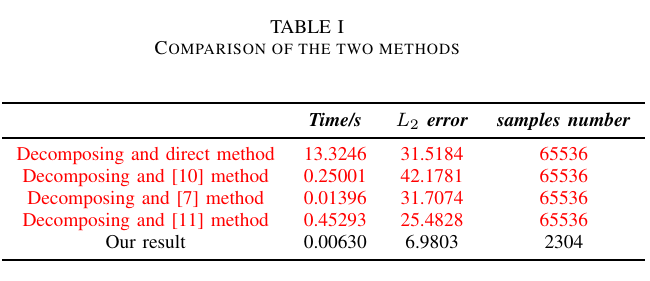 TABLE I
COMPARISON OF THE TWO METHODS
Time/s L2 error samples number
Decomposing and direct method 13.3246 31.5184 65536
Decomposing and [10] method 0.25001 42.1781 65536
Decomposing and [7] method 0.01396 31.7074 65536
Decomposing and [11] method 0.45293 25.4828 65536
Our result 0.00630 6.9803 2304